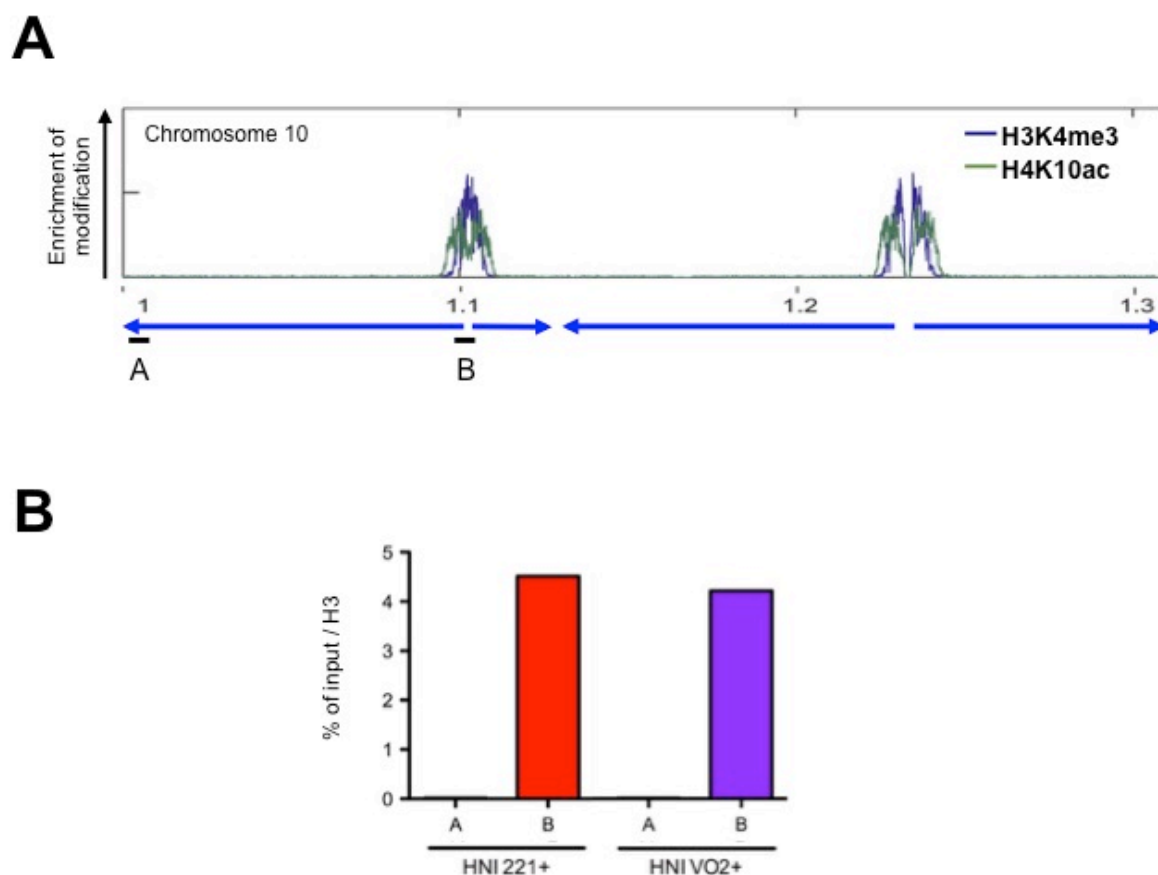 A
Enrichment of
modification
Chromosome 10
H3K4me3
H4K10ac
1 1.1 1.2 1.3
A B
B
% of input / H3
5
4
3
2
1
0
A B A B
HNI 221+ HNI VO2+